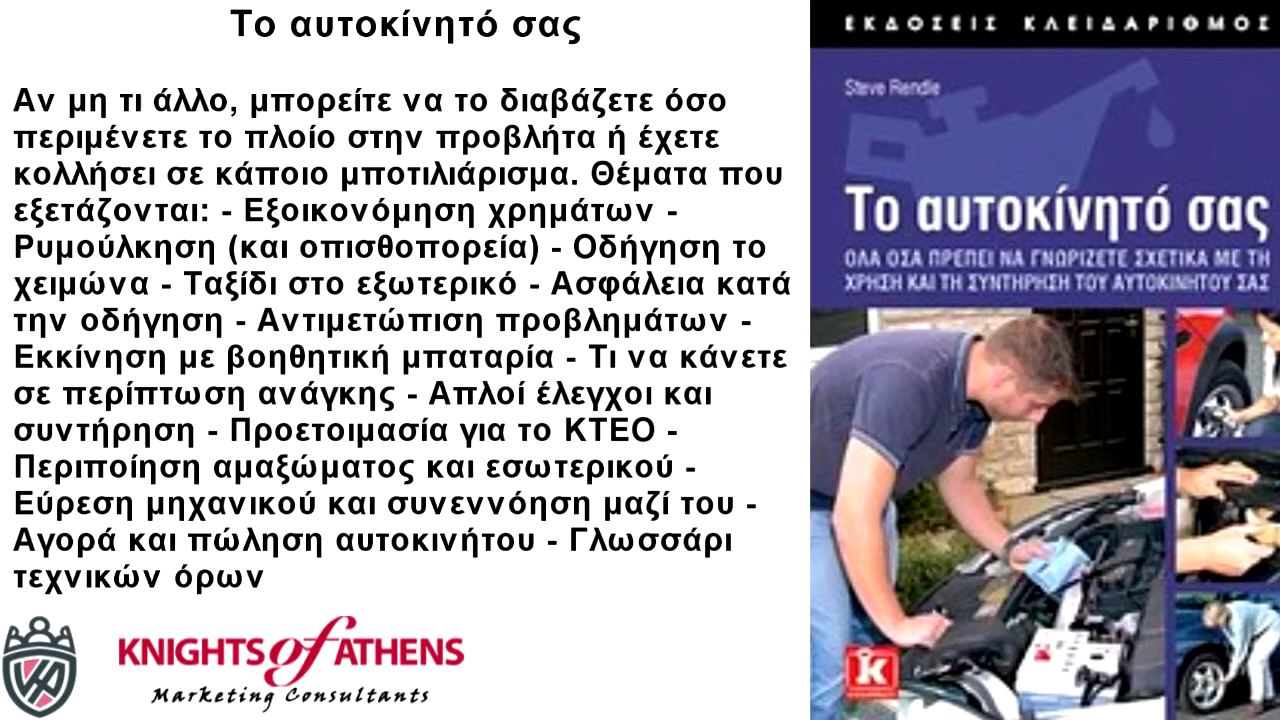 Το αυτοκίνητό σας
Αν μη τι άλλο, μπορείτε να το διαβάζετε όσο
περιμένετε το πλοίο στην προβλήτα ή έχετε
κολλήσει σε κάποιο μποτιλιάρισμα. Θέματα που
εξετάζονται: - Εξοικονόμηση χρημάτων -
Ρυμούλκηση (και οπισθοπορεία) - Οδήγηση το
χειμώνα - Ταξίδι στο εξωτερικό - Ασφάλεια κατά
την οδήγηση - Αντιμετώπιση προβλημάτων -
Εκκίνηση με βοηθητική μπαταρία - Τι να κάνετε
σε περίπτωση ανάγκης - Απλοί έλεγχοι και
συντήρηση - Προετοιμασία για το ΚΤΕΟ -
Περιποίηση αμαξώματος και εσωτερικού -
Εύρεση μηχανικού και συνεννόηση μαζί του -
Αγορά και πώληση αυτοκινήτου - Γλωσσάρι
τεχνικών όρων
KNIGHTS of ATHENS
Marketing Consultants
ΕΚΔΟΣΕΙΣ ΚΛΕΙΔΑΡΙΘΜΟΣ
Steve Rendle
Το αυτοκίνητό σας
ΟΛΑ ΟΣΑ ΠΡΕΠΕΙ ΝΑ ΓΝΩΡΙΖΕΤΕ ΣΧΕΤΙΚΑ ΜΕ ΤΗ
ΧΡΗΣΗ ΚΑΙ ΤΗ ΣΥΝΤΗΡΗΣΗ ΤΟΥ ΑΥΤΟΚΙΝΗΤΟΥ ΣΑΣ